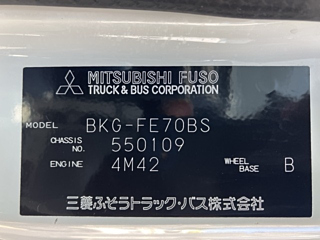 MITSUBISHI FUSO
TRUCK & BUS CORPORATION
MODEL BKG-FE70BS
CHASSIS NO. 550109
ENGINE 4M42 WHEEL BASE B
三菱ふそうトラック・バス株式会社